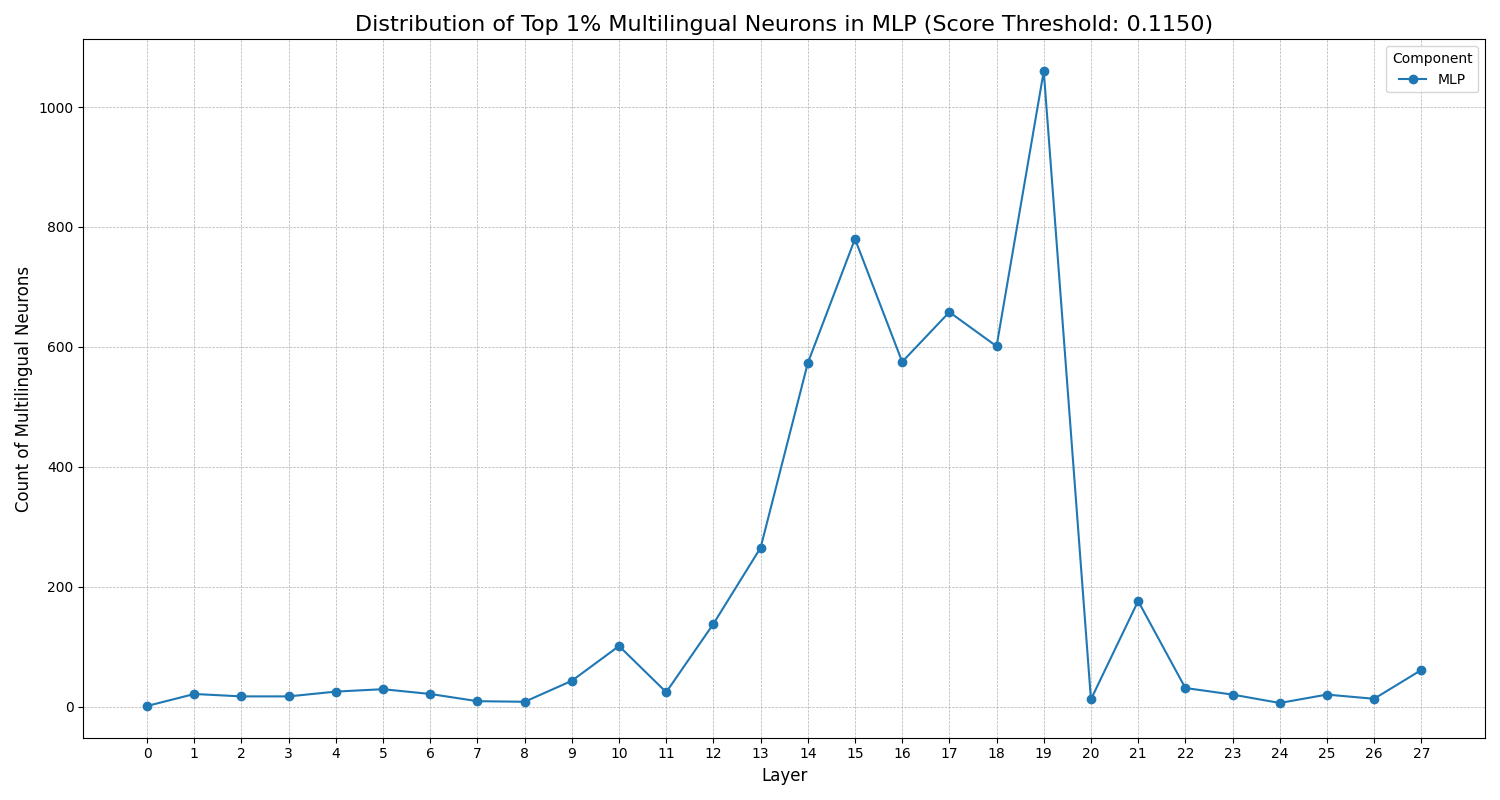 Distribution of Top 1% Multilingual Neurons in MLP (Score Threshold: 0.1150)
Component
MLP
1000
800
600
400
200
0
Count of Multilingual Neurons
0 1 2 3 4 5 6 7 8 9 10 11 12 13 14 15 16 17 18 19 20 21 22 23 24 25 26 27
Layer